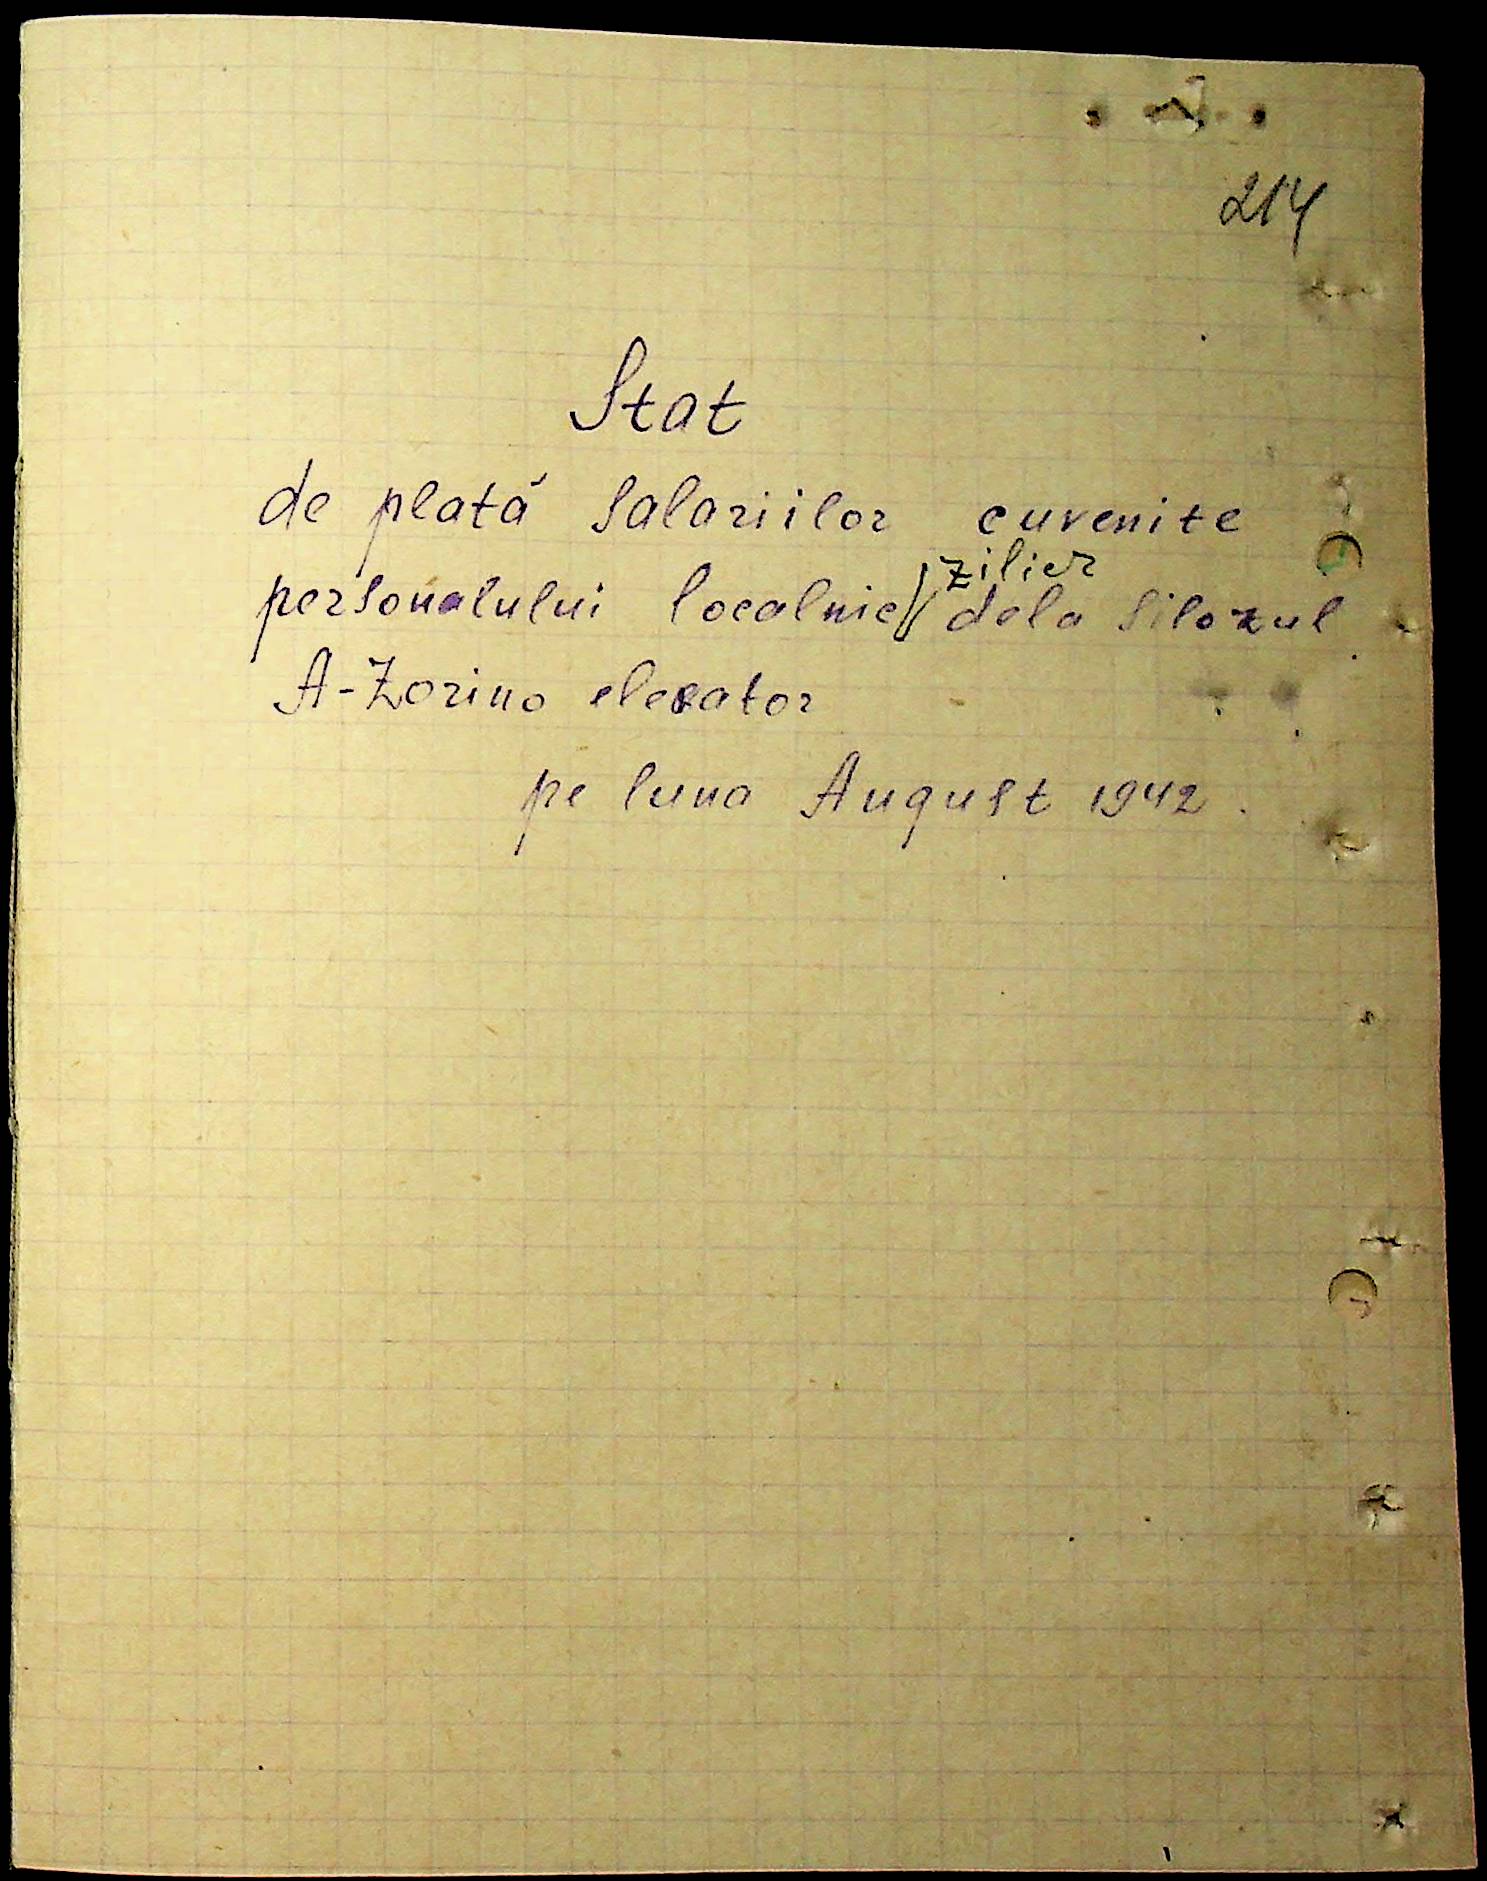 214
Stat
de plată salariilor cuvenite
zilier
personalului localnic dela silozul
A-Zorino elevator
pe luna August 1942.